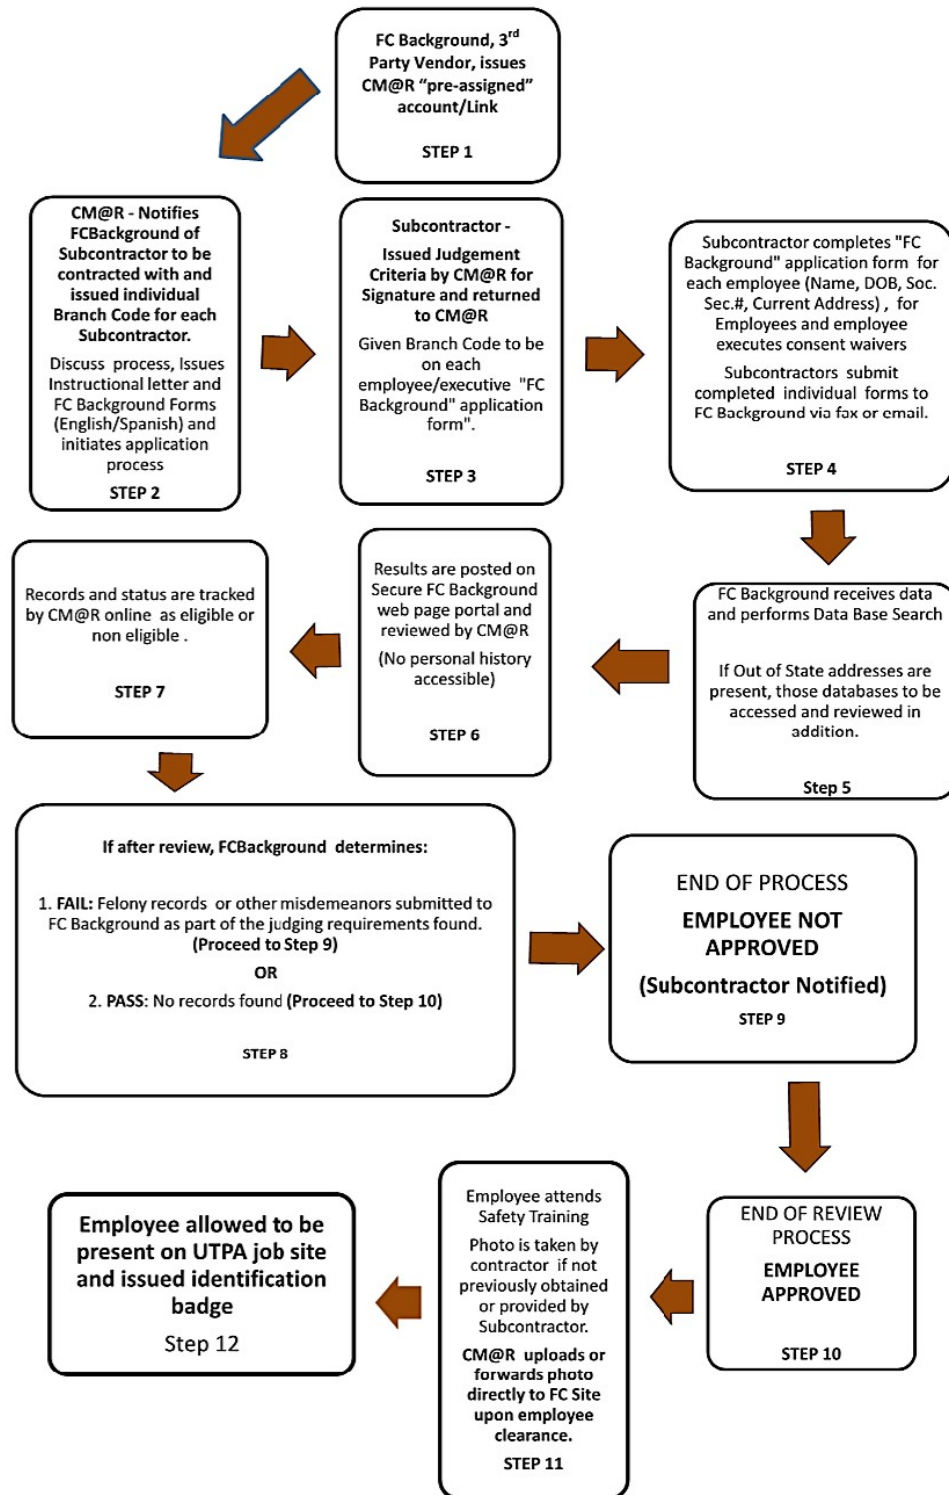 FC Background, 3rd
Party Vendor, issues
CM@R “pre-assigned”
account/Link
STEP 1
CM@R - Notifies
FCBackground of
Subcontractor to be
contracted with and
issued individual
Branch Code for each
Subcontractor.
Discuss process, Issues
Instructional letter and
FC Background Forms
(English/Spanish) and
initiates application
process
STEP 2
Subcontractor -
Issued Judgement
Criteria by CM@R for
Signature and returned
to CM@R
Given Branch Code to be
on each
employee/executive "FC
Background" application
form".
STEP 3
Subcontractor completes "FC
Background" application form for
each employee (Name, DOB, Soc.
Sec.#, Current Address) , for
Employees and employee
executes consent waivers
Subcontractors submit
completed individual forms to
FC Background via fax or email.
STEP 4
FC Background receives data
and performs Data Base Search
If Out of State addresses are
present, those databases to be
accessed and reviewed in
addition.
Step 5
Results are posted on
Secure FC Background
web page portal and
reviewed by CM@R
(No personal history
accessible)
STEP 6
Records and status are tracked
by CM@R online as eligible or
non eligible .
STEP 7
If after review, FCBackground determines:
1. FAIL: Felony records or other misdemeanors submitted to
FC Background as part of the judging requirements found.
(Proceed to Step 9)
OR
2. PASS: No records found (Proceed to Step 10)
STEP 8
END OF PROCESS
EMPLOYEE NOT
APPROVED
(Subcontractor Notified)
STEP 9
END OF REVIEW
PROCESS
EMPLOYEE
APPROVED
STEP 10
Employee attends
Safety Training
Photo is taken by
contractor if not
previously obtained
or provided by
Subcontractor.
CM@R uploads or
forwards photo
directly to FC Site
upon employee
clearance.
STEP 11
Employee allowed to be
present on UTPA job site
and issued identification
badge
Step 12